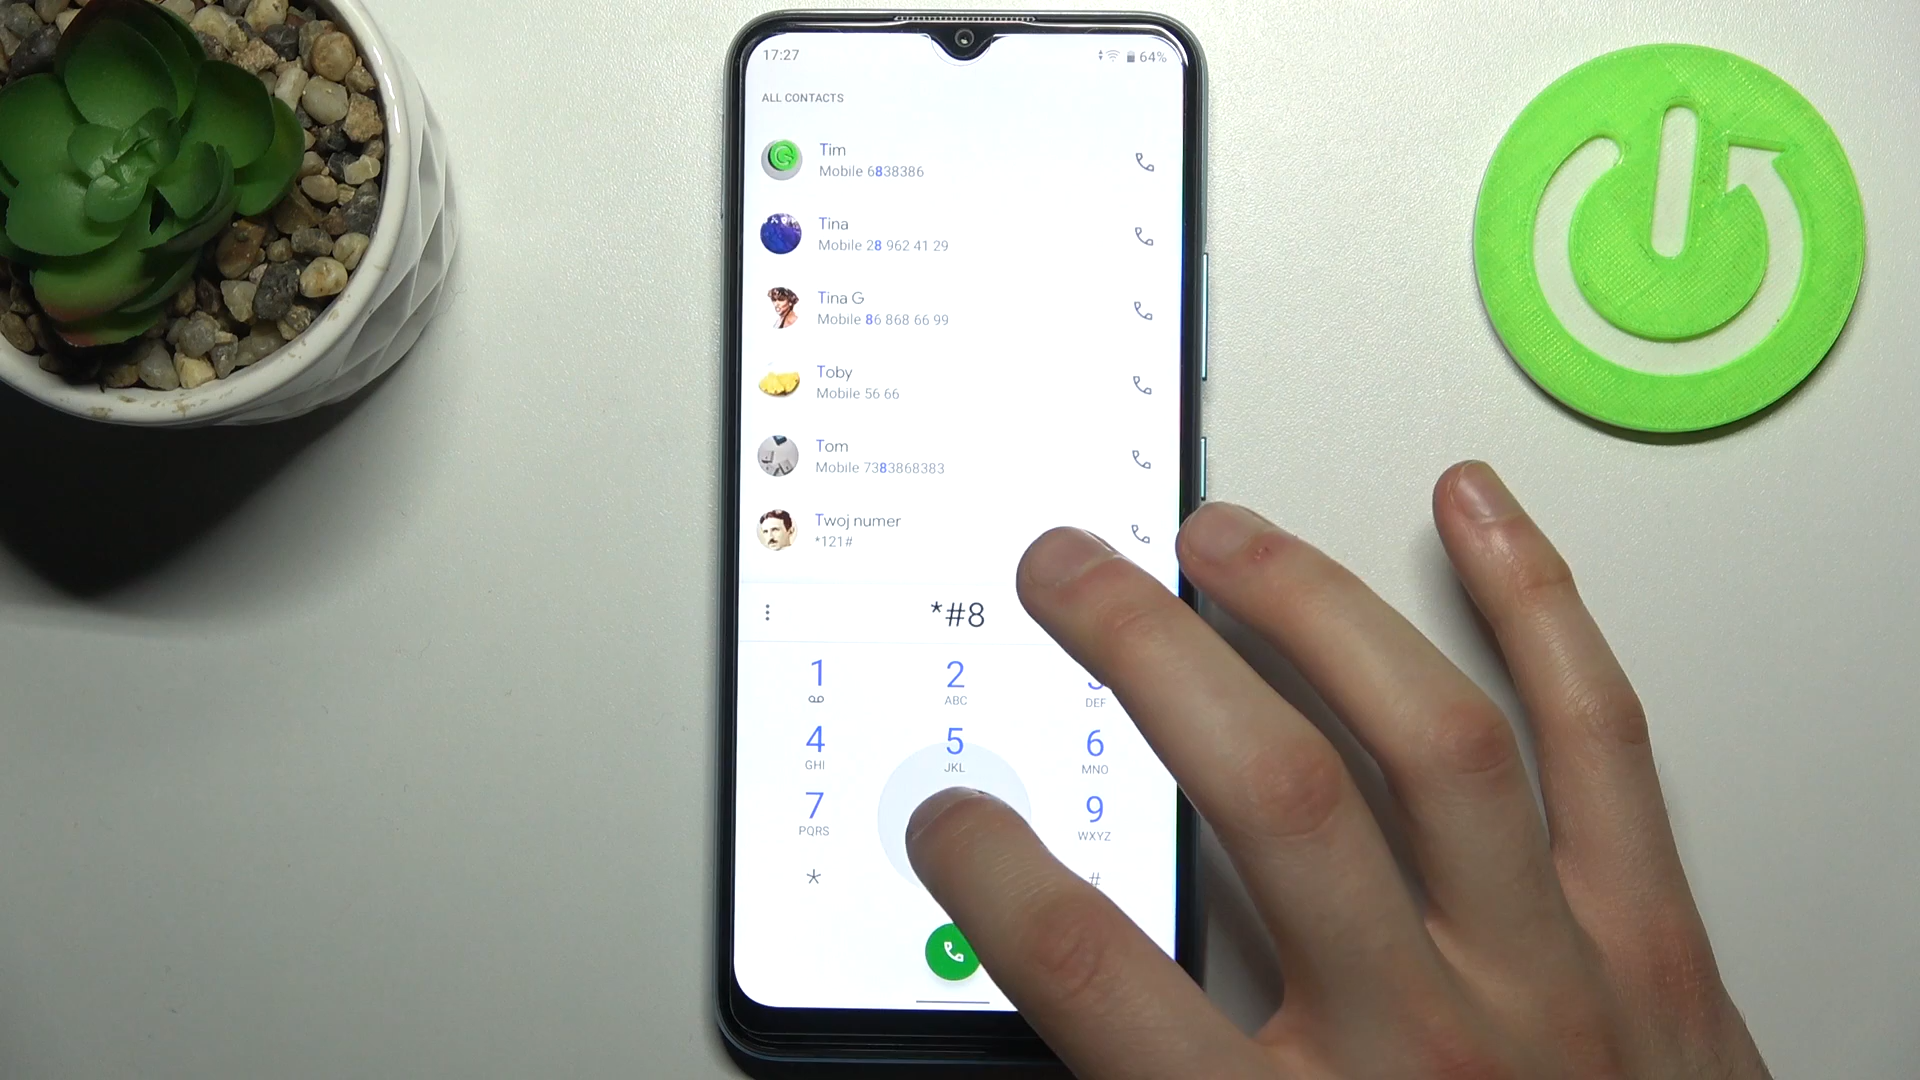 17:27
64%
ALL CONTACTS
Tim
Mobile 6838386
Tina
Mobile 28 962 41 29
Tina G
Mobile 86 868 66 99
Toby
Mobile 56 66
Tom
Mobile 7383868383
Twoj numer
*121#
*#8
1 2 3
ABC DEF
4 5 6
GHI JKL MNO
7 9
PQRS WXYZ
* #